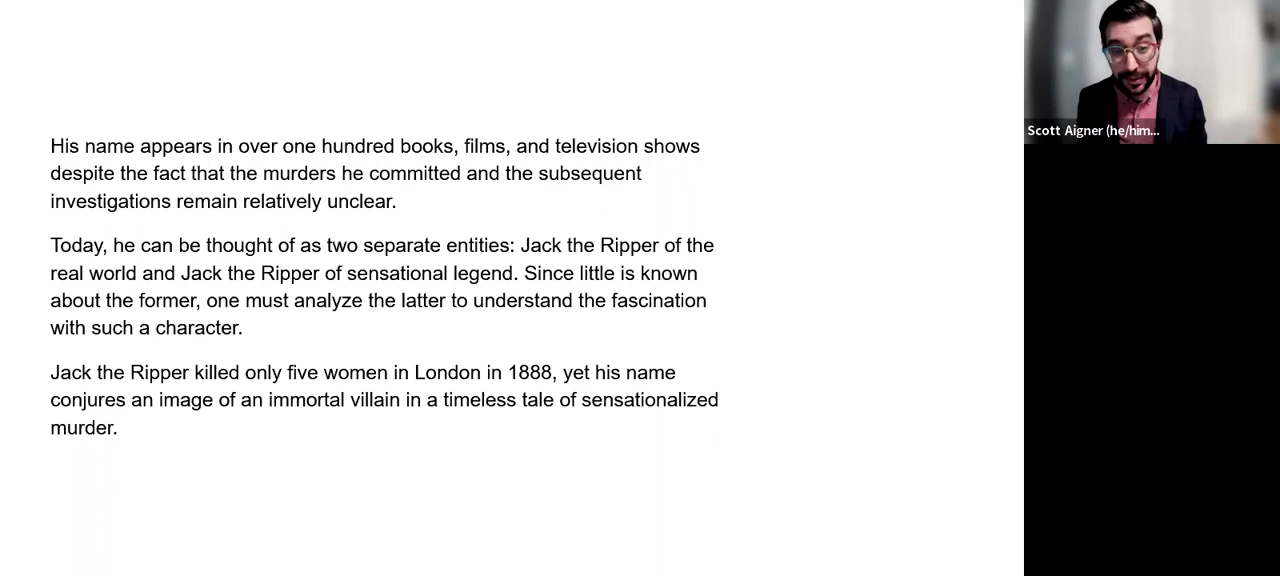 His name appears in over one hundred books, films, and television shows
despite the fact that the murders he committed and the subsequent
investigations remain relatively unclear.
Today, he can be thought of as two separate entities: Jack the Ripper of the
real world and Jack the Ripper of sensational legend. Since little is known
about the former, one must analyze the latter to understand the fascination
with such a character.
Jack the Ripper killed only five women in London in 1888, yet his name
conjures an image of an immortal villain in a timeless tale of sensationalized
murder.
Scott Aigner (he/him...